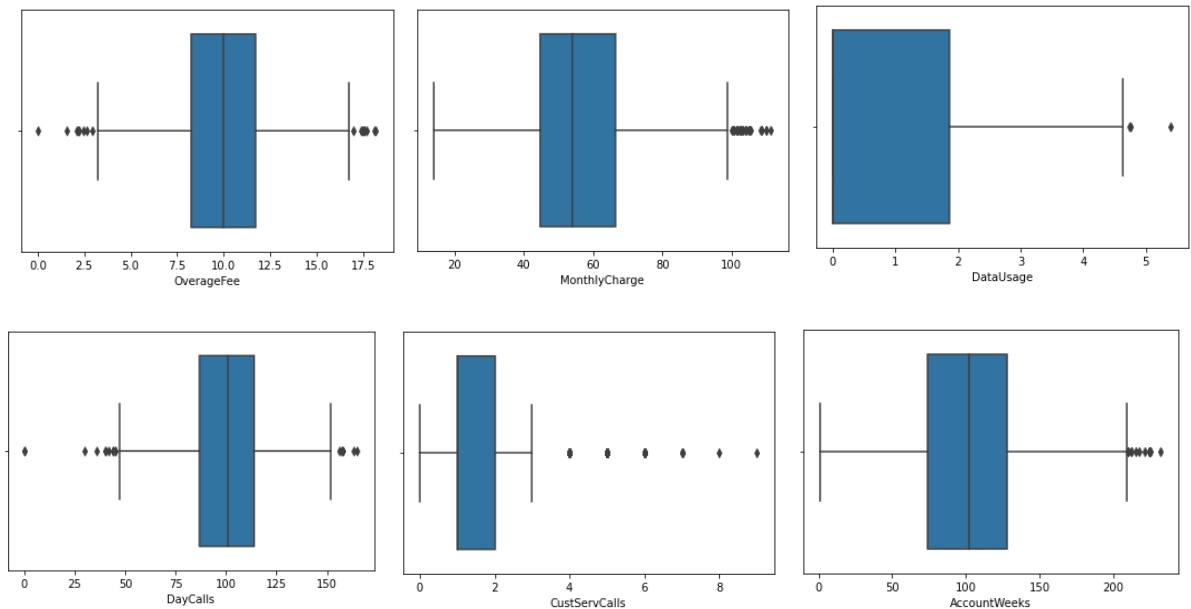 0.0 2.5 5.0 7.5 10.0 12.5 15.0 17.5
OverageFee
20 40 60 80 100
MonthlyCharge
0 1 2 3 4 5
DataUsage
0 25 50 75 100 125 150
DayCalls
0 2 4 6 8
CustServCalls
0 50 100 150 200
AccountWeeks